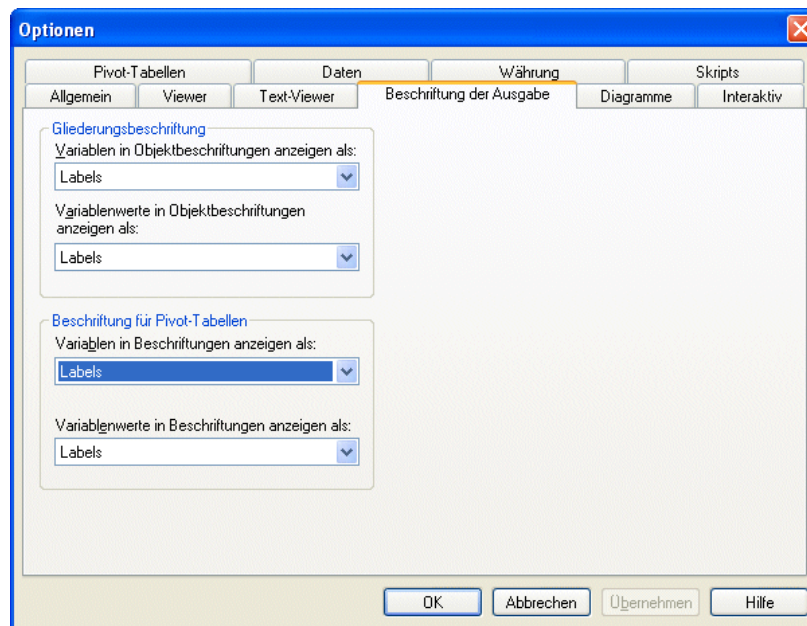 Optionen
Pivot-Tabellen Daten Währung Skripts
Allgemein Viewer Text-Viewer Beschriftung der Ausgabe Diagramme Interaktiv
Gliederungsbeschriftung
Variablen in Objektbeschriftungen anzeigen als:
Labels
Variablenwerte in Objektbeschriftungen
anzeigen als:
Labels
Beschriftung für Pivot-Tabellen
Variablen in Beschriftungen anzeigen als:
Labels
Variablenwerte in Beschriftungen anzeigen als:
Labels
OK Abbrechen Übernehmen Hilfe